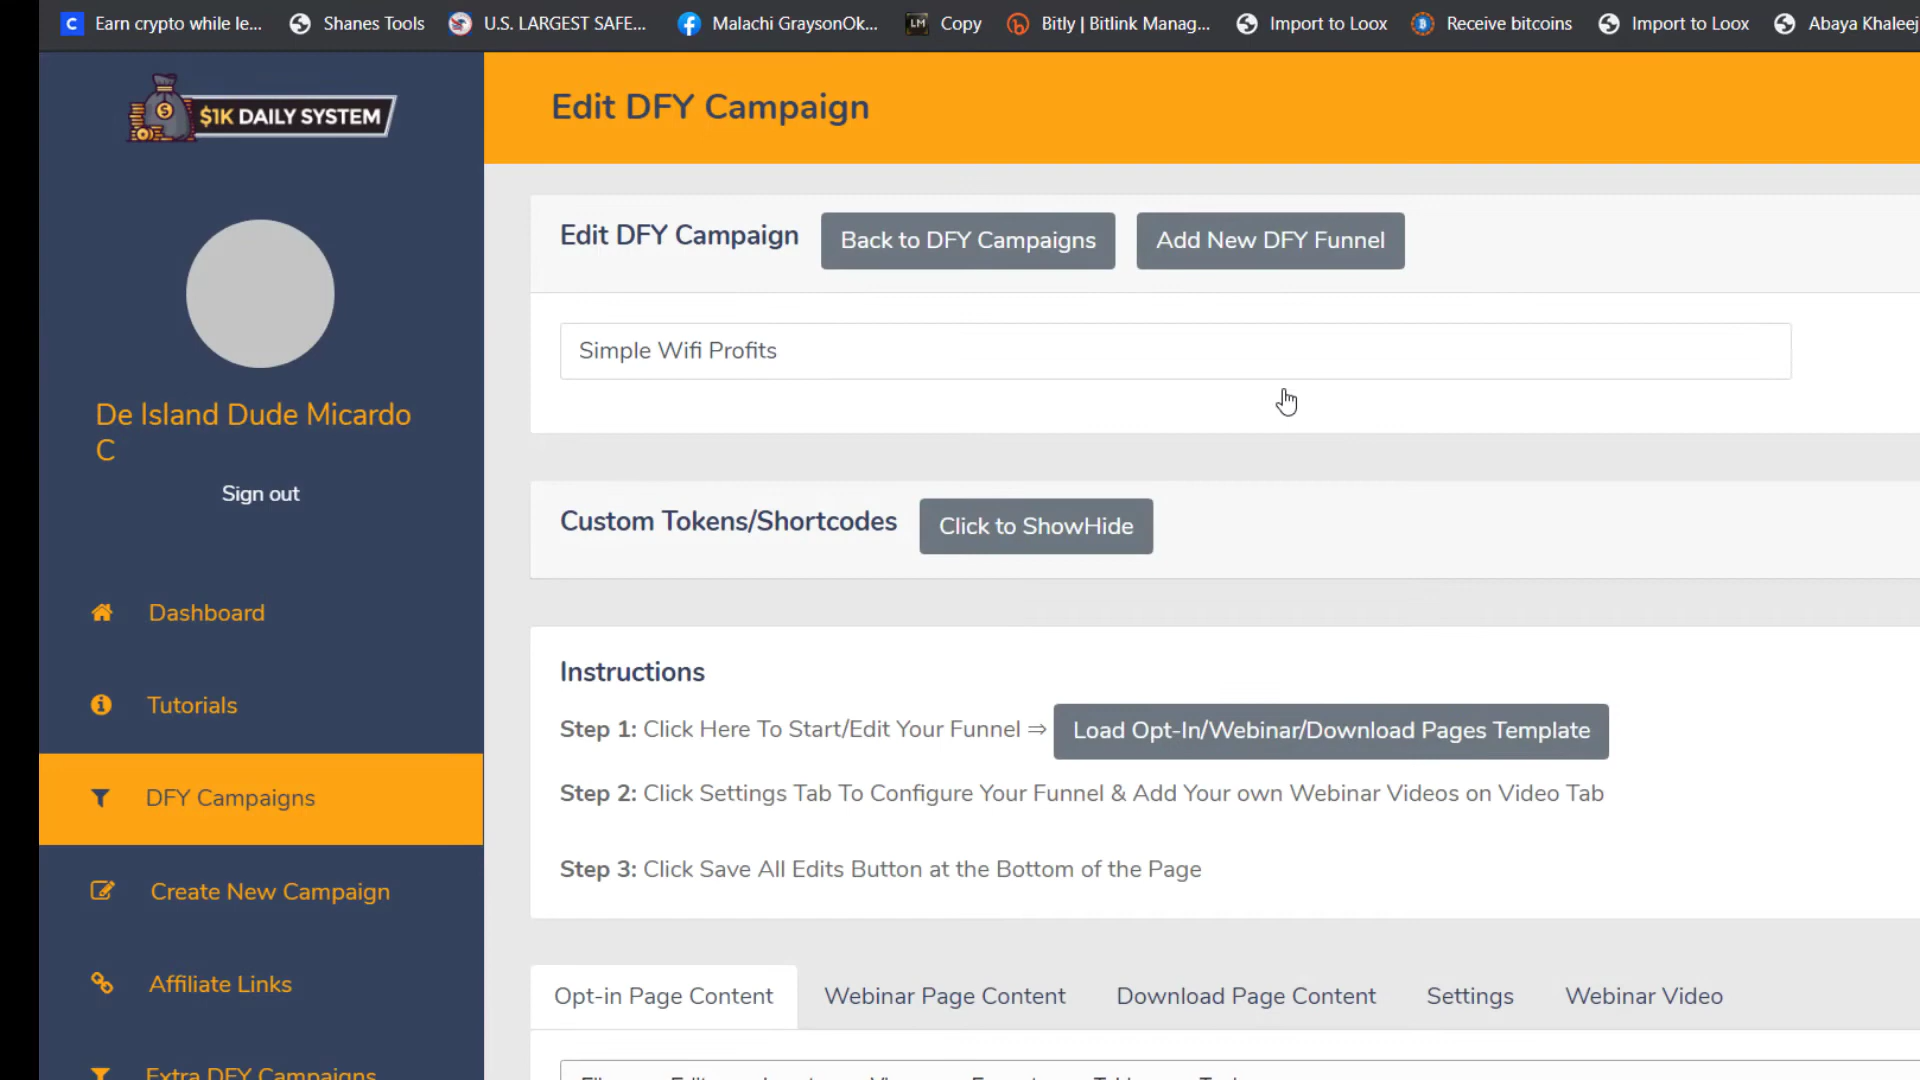 Earn crypto while le...
Shanes Tools
U.S. LARGEST SAFE...
Malachi GraysonOk...
LM Copy
Bitly | Bitlink Manag...
Import to Loox
Receive bitcoins
Import to Loox
Abaya Khaleej
$1K DAILY SYSTEM
Edit DFY Campaign
Edit DFY Campaign
Back to DFY Campaigns
Add New DFY Funnel
Simple Wifi Profits
De Island Dude Micardo
C
Sign out
Custom Tokens/Shortcodes
Click to ShowHide
Dashboard
Tutorials
DFY Campaigns
Create New Campaign
Affiliate Links
Extra DFY Campaigns
Instructions
Step 1: Click Here To Start/Edit Your Funnel ⇒ Load Opt-In/Webinar/Download Pages Template
Step 2: Click Settings Tab To Configure Your Funnel & Add Your own Webinar Videos on Video Tab
Step 3: Click Save All Edits Button at the Bottom of the Page
Opt-in Page Content
Webinar Page Content
Download Page Content
Settings
Webinar Video